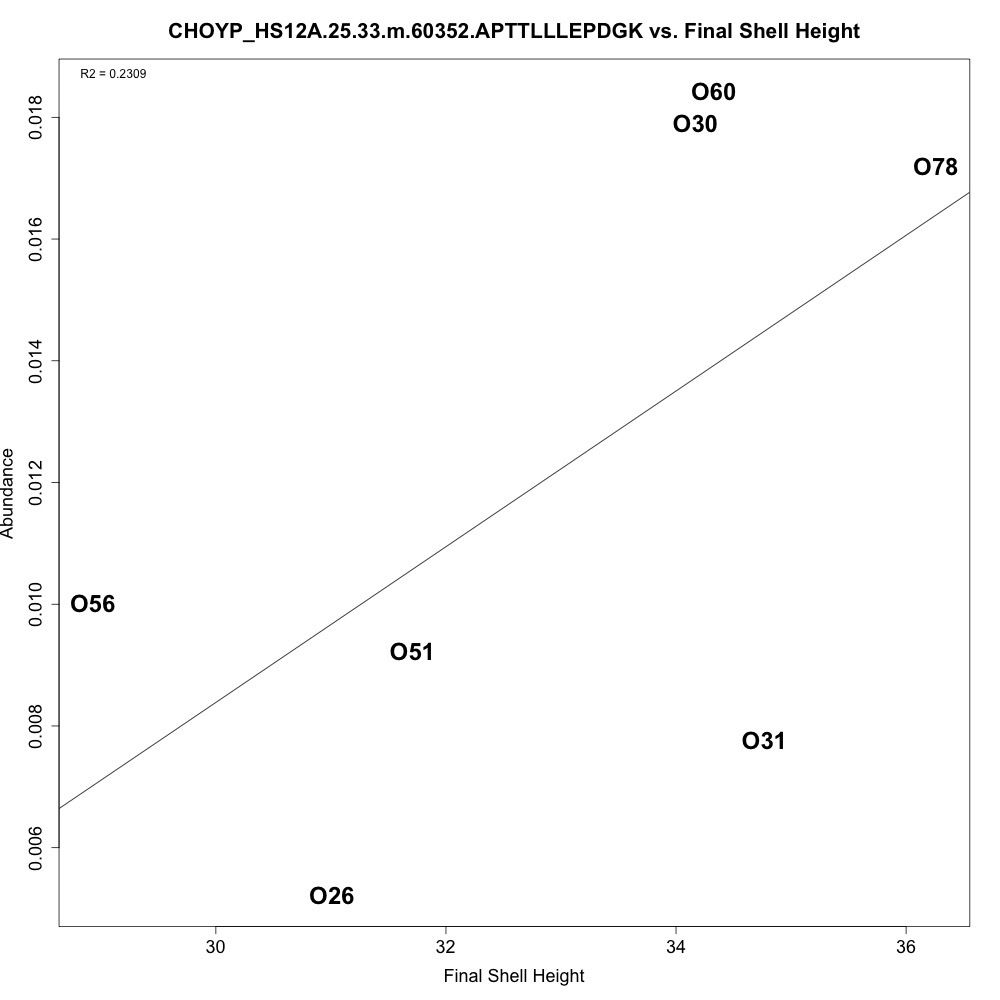 CHOYP_HS12A.25.33.m.60352.APTTLLLEPDGK vs. Final Shell Height
R2 = 0.2309
O60
O30
O78
O56
O51
O31
O26
Abundance
0.018
0.016
0.014
0.012
0.010
0.008
0.006
30 32 34 36
Final Shell Height